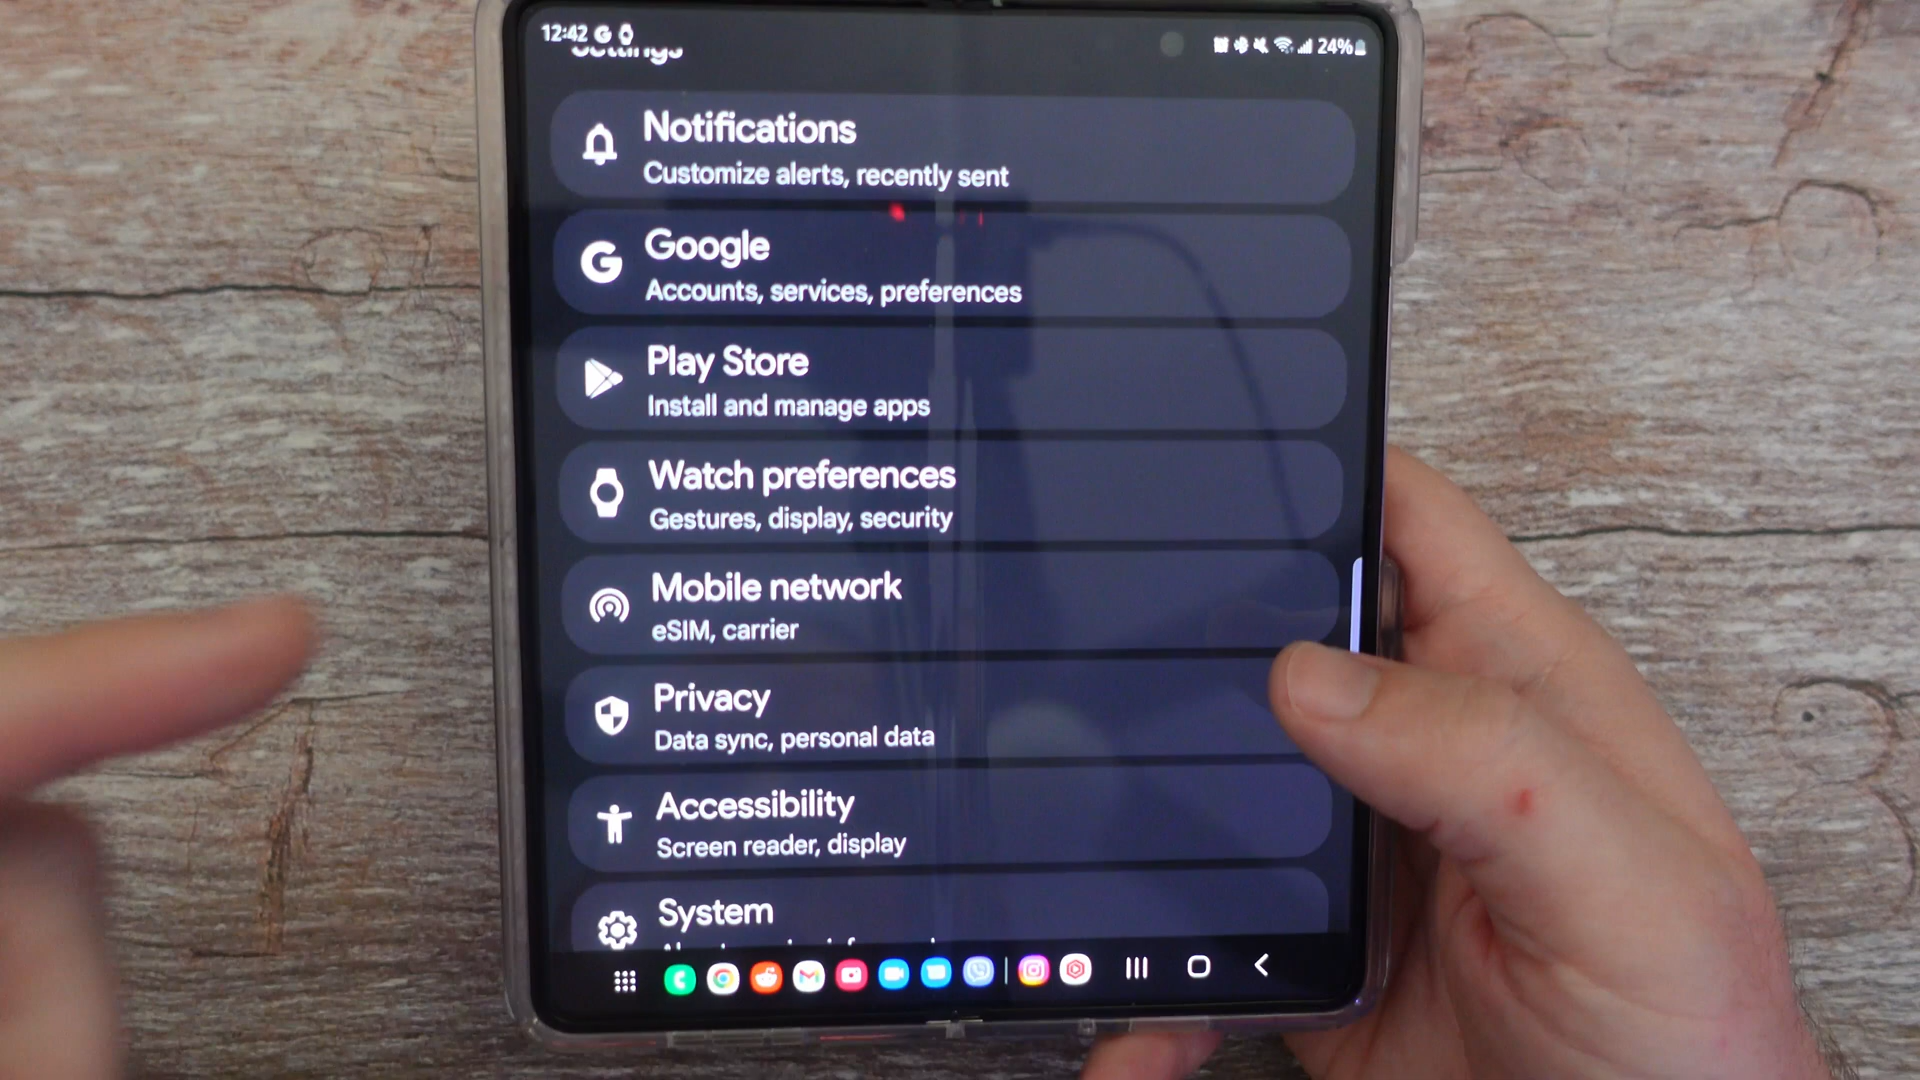 12:42
24%
Settings
Notifications
Customize alerts, recently sent
Google
Accounts, services, preferences
Play Store
Install and manage apps
Watch preferences
Gestures, display, security
Mobile network
eSIM, carrier
Privacy
Data sync, personal data
Accessibility
Screen reader, display
System